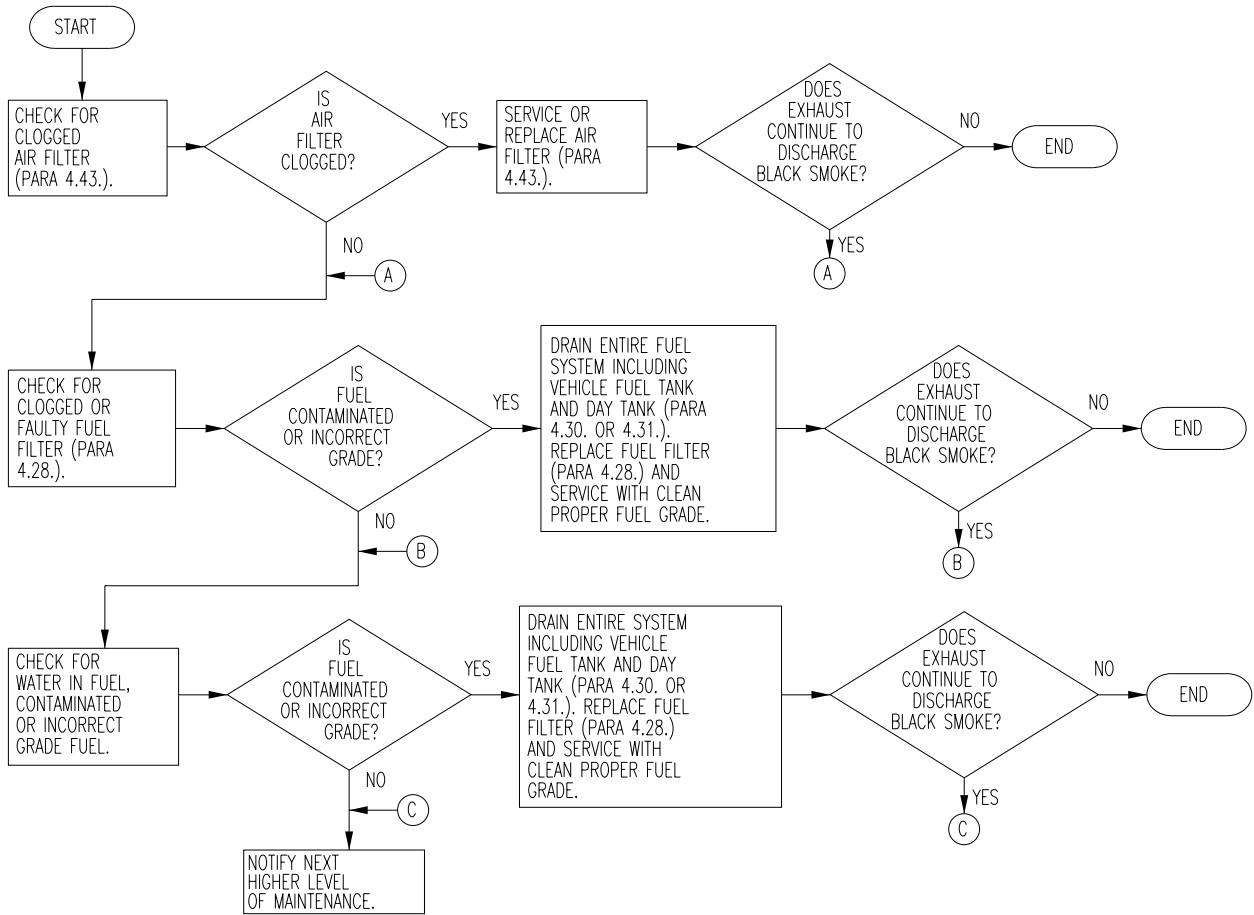 START
CHECK FOR
CLOGGED
AIR FILTER
(PARA 4.43.).
IS
AIR
FILTER
CLOGGED?
YES
SERVICE OR
REPLACE AIR
FILTER (PARA
4.43.).
DOES
EXHAUST
CONTINUE TO
DISCHARGE
BLACK SMOKE?
NO
END
YES
A
NO
A
CHECK FOR
CLOGGED OR
FAULTY FUEL
FILTER (PARA
4.28.).
IS
FUEL
CONTAMINATED
OR INCORRECT
GRADE?
YES
DRAIN ENTIRE FUEL
SYSTEM INCLUDING
VEHICLE FUEL TANK
AND DAY TANK (PARA
4.30. OR 4.31.).
REPLACE FUEL FILTER
(PARA 4.28.) AND
SERVICE WITH CLEAN
PROPER FUEL GRADE.
DOES
EXHAUST
CONTINUE TO
DISCHARGE
BLACK SMOKE?
NO
END
YES
B
NO
B
CHECK FOR
WATER IN FUEL,
CONTAMINATED
OR INCORRECT
GRADE FUEL.
IS
FUEL
CONTAMINATED
OR INCORRECT
GRADE?
YES
DRAIN ENTIRE SYSTEM
INCLUDING VEHICLE
FUEL TANK AND DAY
TANK (PARA 4.30. OR
4.31.). REPLACE FUEL
FILTER (PARA 4.28.)
AND SERVICE WITH
CLEAN PROPER FUEL
GRADE.
DOES
EXHAUST
CONTINUE TO
DISCHARGE
BLACK SMOKE?
NO
END
YES
C
NO
C
NOTIFY NEXT
HIGHER LEVEL
OF MAINTENANCE.